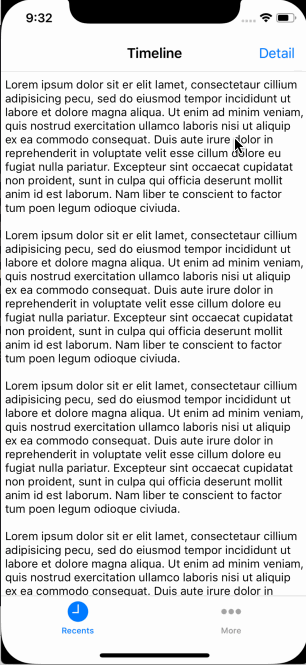 9:32
Timeline
Detail
Lorem ipsum dolor sit er elit lamet, consectetaur cillium
adipisicing pecu, sed do eiusmod tempor incididunt ut
labore et dolore magna aliqua. Ut enim ad minim veniam,
quis nostrud exercitation ullamco laboris nisi ut aliquip
ex ea commodo consequat. Duis aute irure dolor in
reprehenderit in voluptate velit esse cillum dolore eu
fugiat nulla pariatur. Excepteur sint occaecat cupidatat
non proident, sunt in culpa qui officia deserunt mollit
anim id est laborum. Nam liber te conscient to factor
tum poen legum odioque civiuda.
Lorem ipsum dolor sit er elit lamet, consectetaur cillium
adipisicing pecu, sed do eiusmod tempor incididunt ut
labore et dolore magna aliqua. Ut enim ad minim veniam,
quis nostrud exercitation ullamco laboris nisi ut aliquip
ex ea commodo consequat. Duis aute irure dolor in
reprehenderit in voluptate velit esse cillum dolore eu
fugiat nulla pariatur. Excepteur sint occaecat cupidatat
non proident, sunt in culpa qui officia deserunt mollit
anim id est laborum. Nam liber te conscient to factor
tum poen legum odioque civiuda.
Lorem ipsum dolor sit er elit lamet, consectetaur cillium
adipisicing pecu, sed do eiusmod tempor incididunt ut
labore et dolore magna aliqua. Ut enim ad minim veniam,
quis nostrud exercitation ullamco laboris nisi ut aliquip
ex ea commodo consequat. Duis aute irure dolor in
reprehenderit in voluptate velit esse cillum dolore eu
fugiat nulla pariatur. Excepteur sint occaecat cupidatat
non proident, sunt in culpa qui officia deserunt mollit
anim id est laborum. Nam liber te conscient to factor
tum poen legum odioque civiuda.
Lorem ipsum dolor sit er elit lamet, consectetaur cillium
adipisicing pecu, sed do eiusmod tempor incididunt ut
labore et dolore magna aliqua. Ut enim ad minim veniam,
quis nostrud exercitation ullamco laboris nisi ut aliquip
ex ea commodo consequat. Duis aute irure dolor in
Recents
More